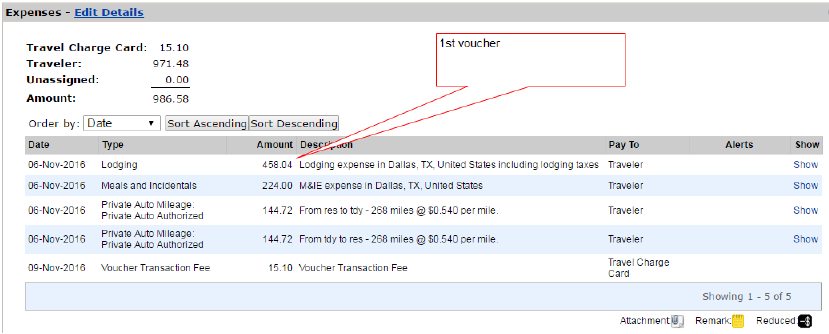 Expenses - Edit Details
1st voucher
Travel Charge Card: 15.10
Traveler: 971.48
Unassigned: 0.00
Amount: 986.58
Order by: Date Sort Ascending Sort Descending
Date Type Amount Description Pay To Alerts Show
06-Nov-2016 Lodging 458.04 Lodging expense in Dallas, TX, United States including lodging taxes Traveler Show
06-Nov-2016 Meals and Incidentals 224.00 M&IE expense in Dallas, TX, United States Traveler Show
06-Nov-2016 Private Auto Mileage: Private Auto Authorized 144.72 From res to tdy - 268 miles @ $0.540 per mile. Traveler Show
06-Nov-2016 Private Auto Mileage: Private Auto Authorized 144.72 From tdy to res - 268 miles @ $0.540 per mile. Traveler Show
09-Nov-2016 Voucher Transaction Fee 15.10 Voucher Transaction Fee Travel Charge Card
Showing 1 - 5 of 5
Attachment Remark: Reduced